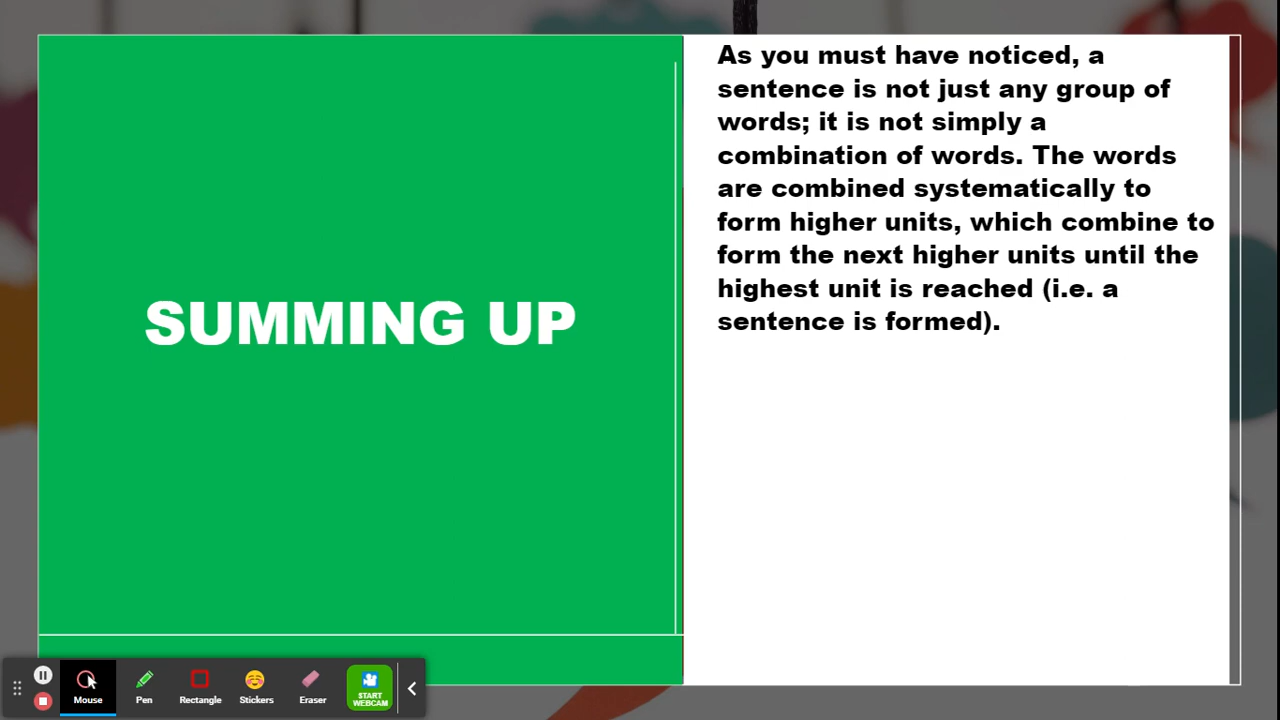 SUMMING UP
As you must have noticed, a
sentence is not just any group of
words; it is not simply a
combination of words. The words
are combined systematically to
form higher units, which combine to
form the next higher units until the
highest unit is reached (i.e. a
sentence is formed).
Mouse
Pen
Rectangle
Stickers
Eraser
START
WEBCAM